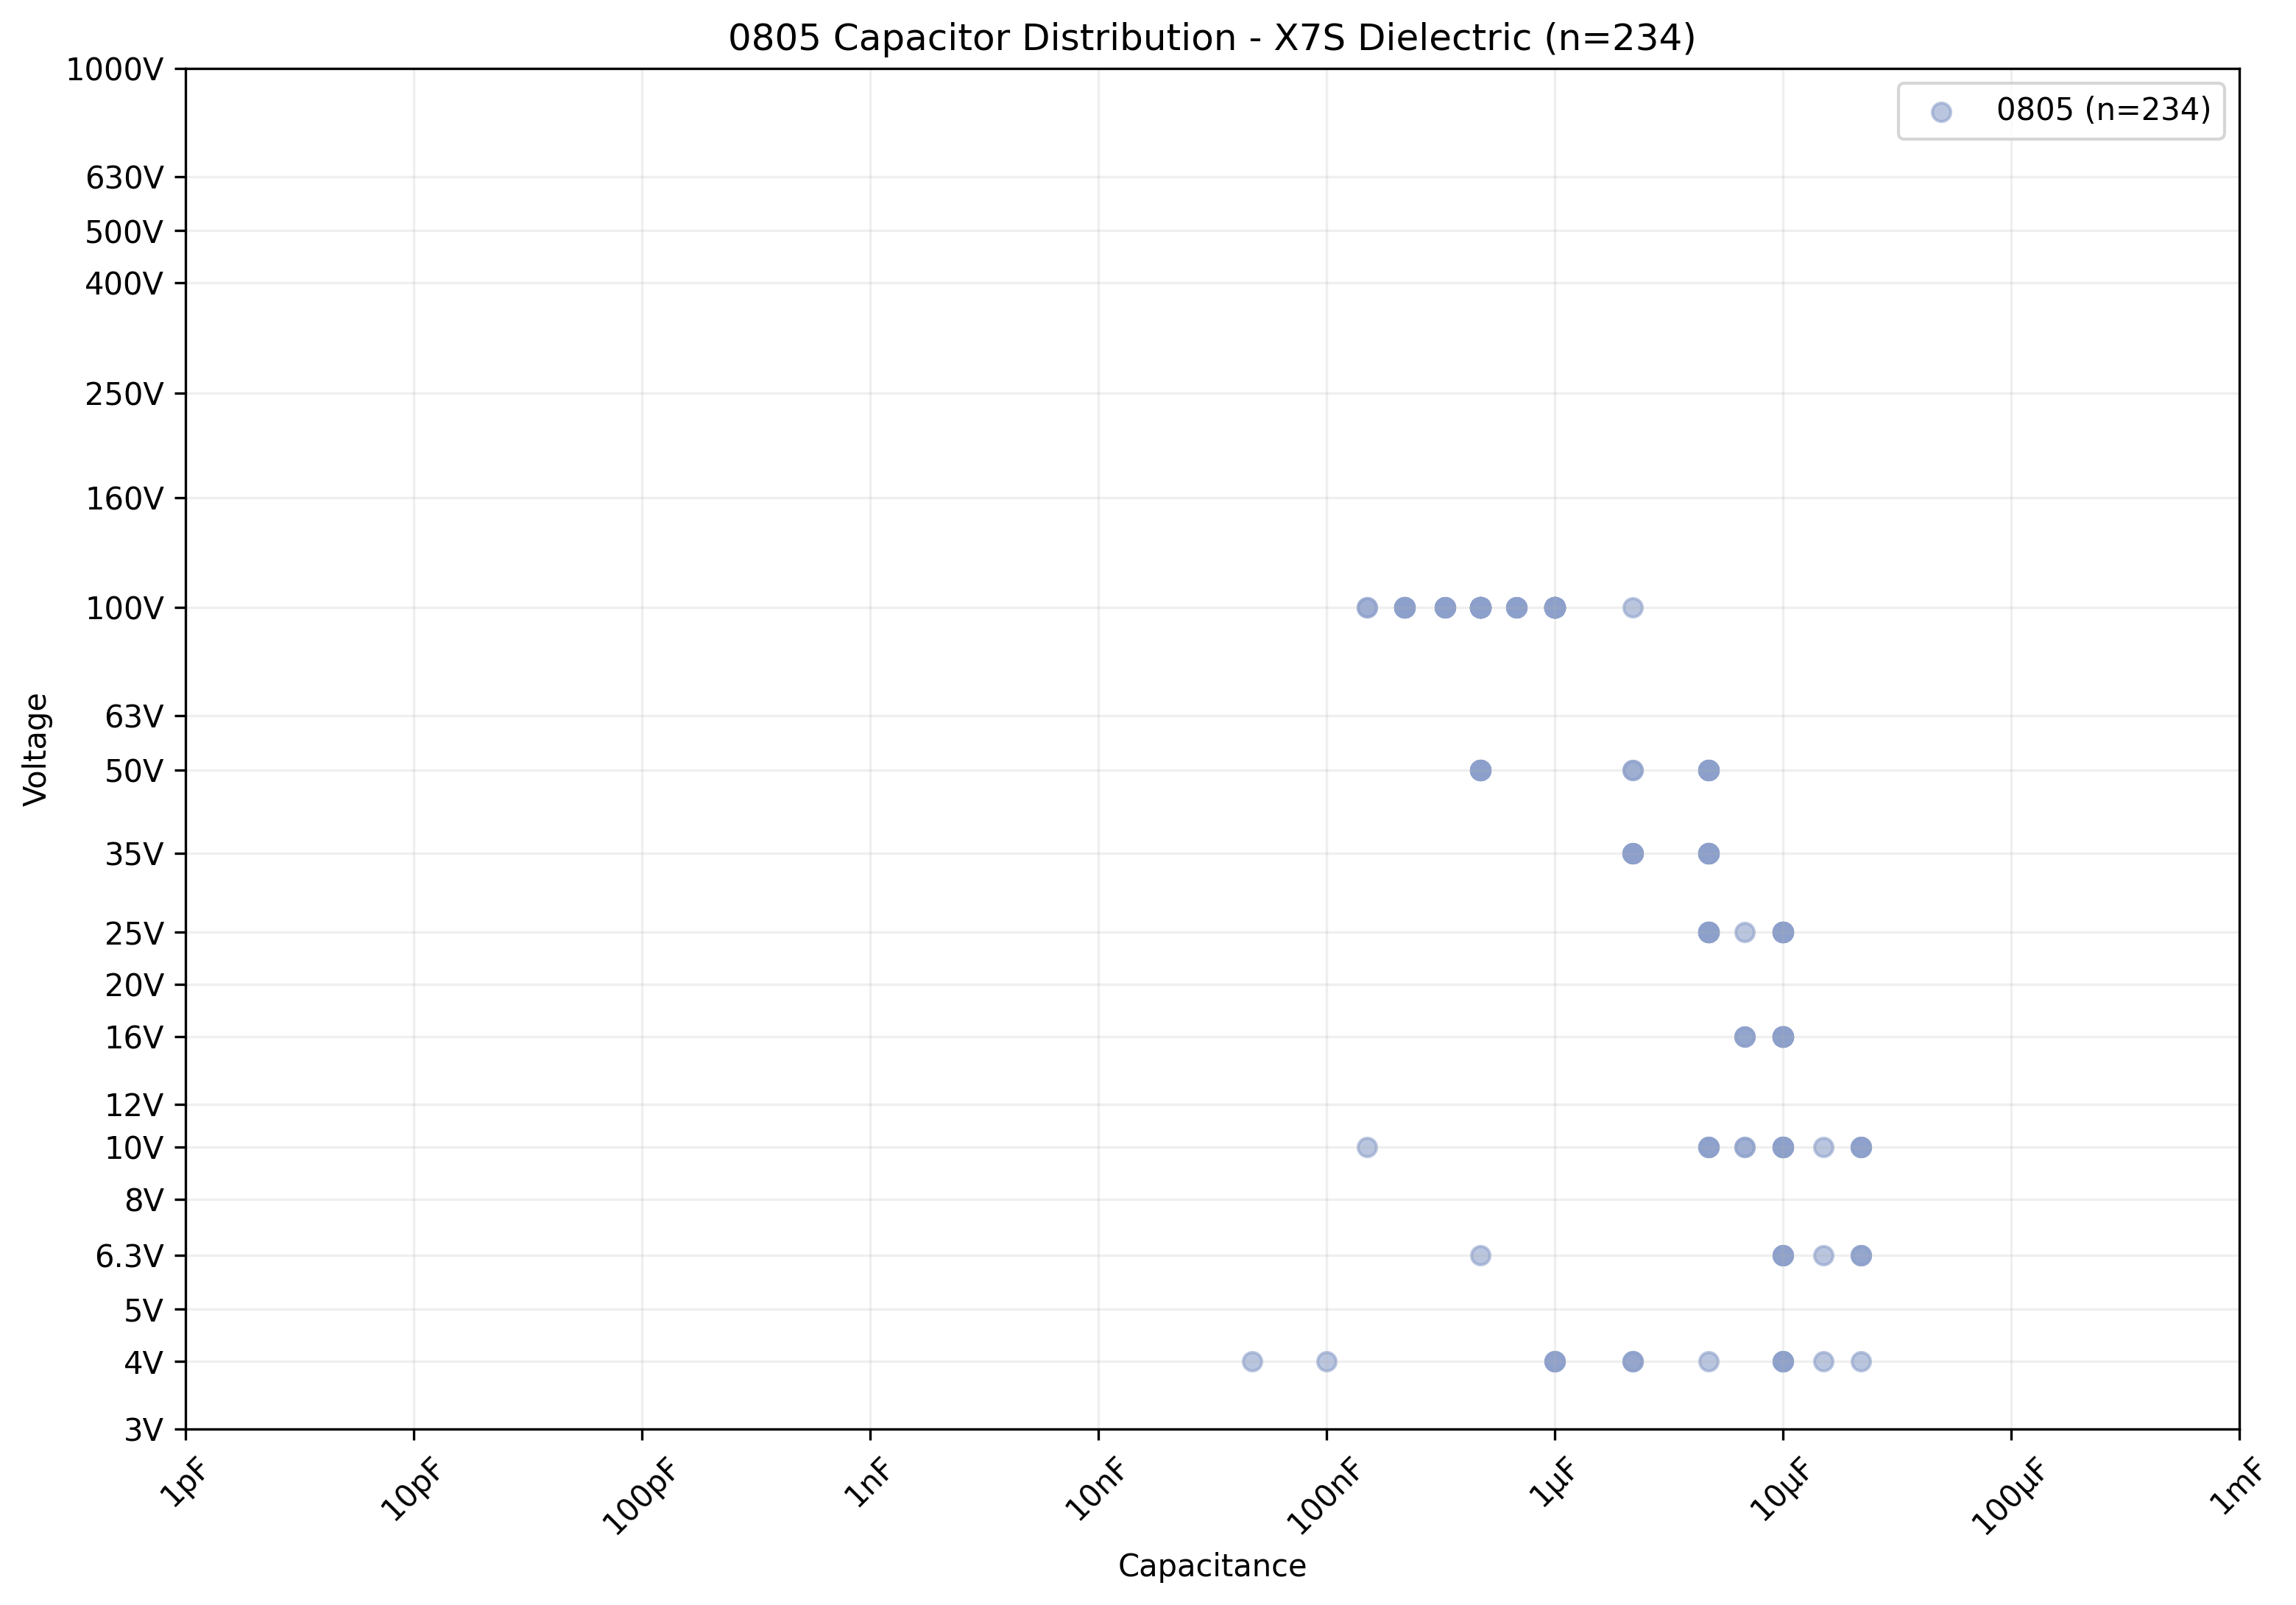 0805 Capacitor Distribution - X7S Dielectric (n=234)
0805 (n=234)
Voltage
1000V
630V
500V
400V
250V
160V
100V
63V
50V
35V
25V
20V
16V
12V
10V
8V
6.3V
5V
4V
3V
1pF
10pF
100pF
1nF
10nF
100nF
1µF
10µF
100µF
1mF
Capacitance